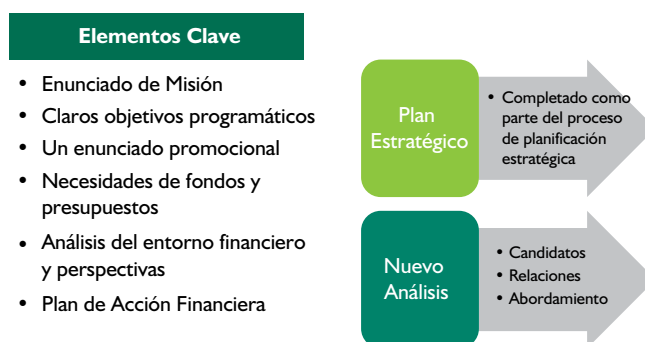 Elementos Clave
• Enunciado de Misión
• Claros objetivos programáticos
• Un enunciado promocional
• Necesidades de fondos y
presupuestos
• Análisis del entorno financiero
y perspectivas
• Plan de Acción Financiera
Plan
Estratégico
• Completado como
parte del proceso
de planificación
estratégica
Nuevo
Análisis
• Candidatos
• Relaciones
• Abordamiento